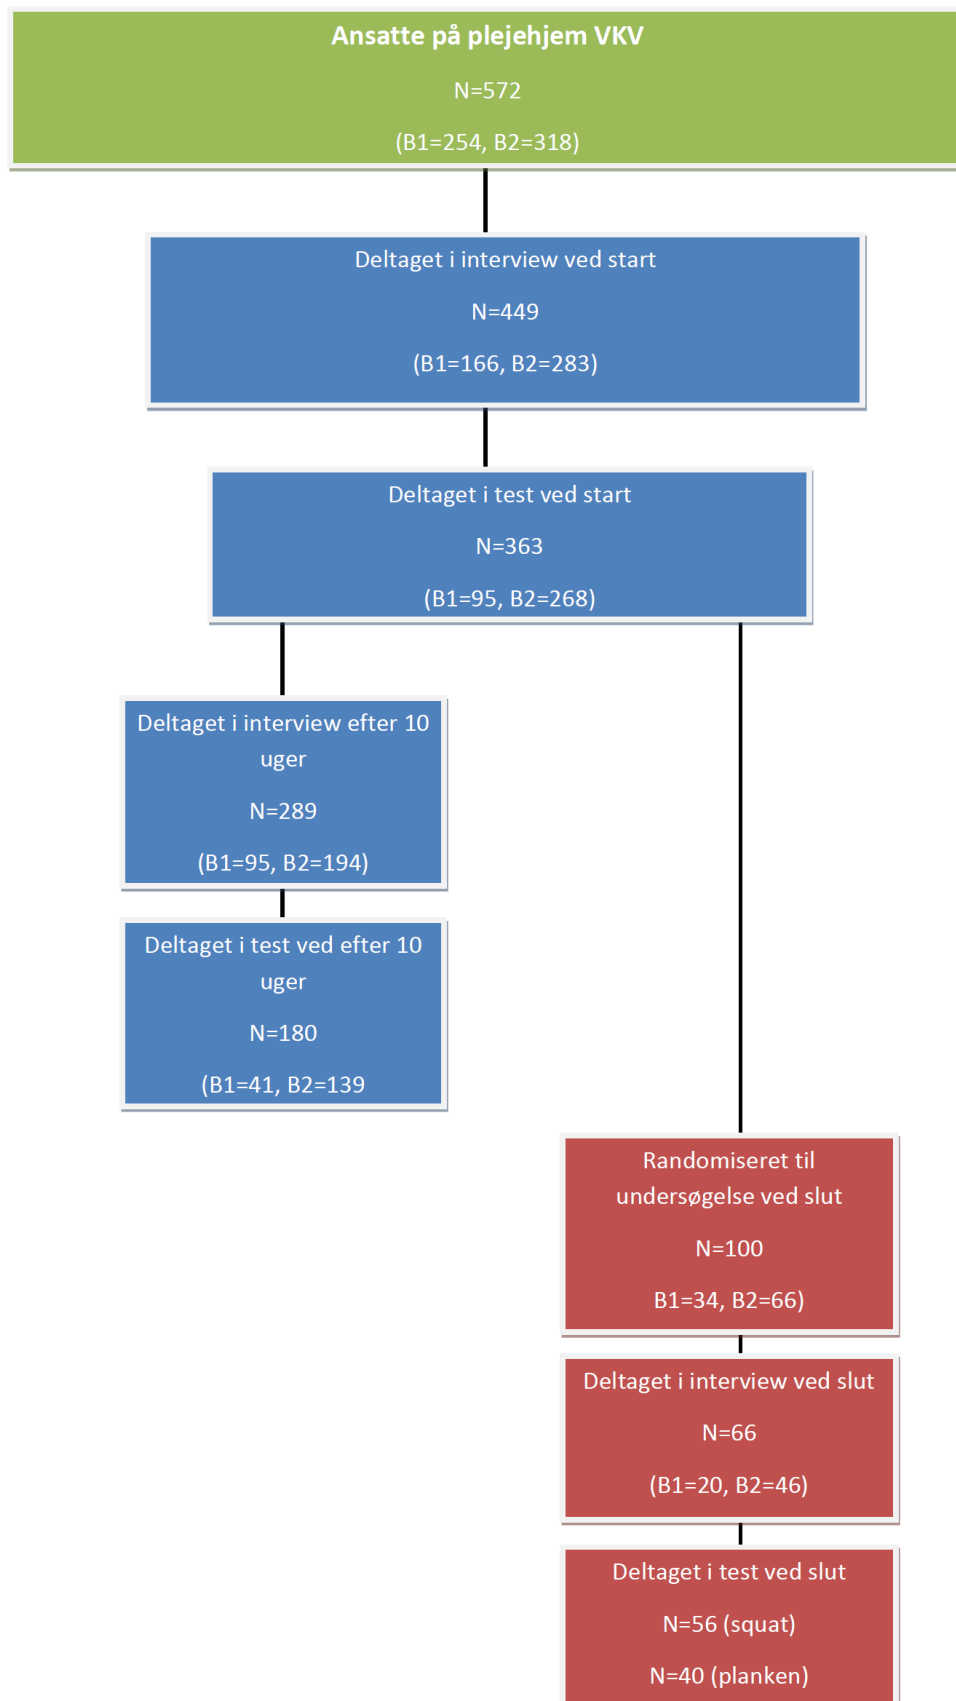 Ansatte på plejehjem VKV
N=572
(B1=254, B2=318)
Deltaget i interview ved start
N=449
(B1=166, B2=283)
Deltaget i test ved start
N=363
(B1=95, B2=268)
Deltaget i interview efter 10
uger
N=289
(B1=95, B2=194)
Deltaget i test ved efter 10
uger
N=180
(B1=41, B2=139
Randomiseret til
undersøgelse ved slut
N=100
B1=34, B2=66)
Deltaget i interview ved slut
N=66
(B1=20, B2=46)
Deltaget i test ved slut
N=56 (squat)
N=40 (planken)